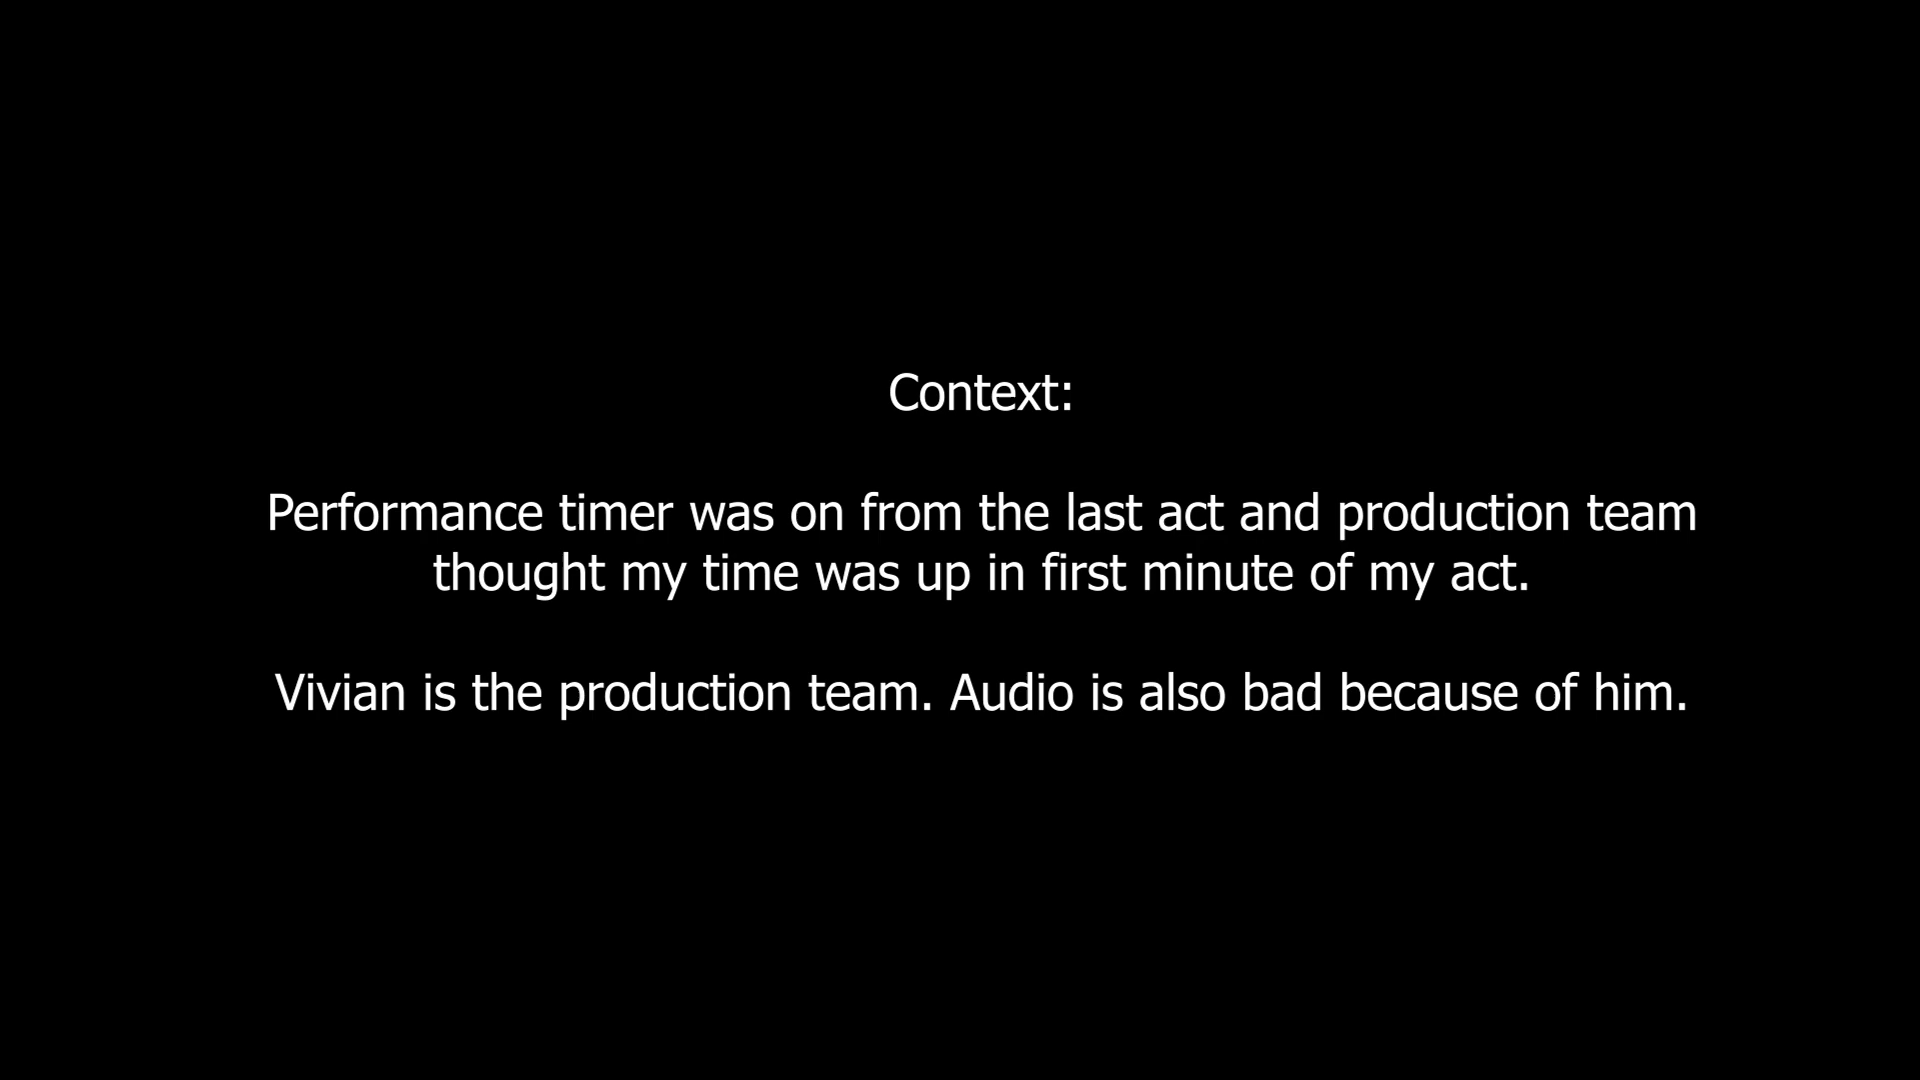 Context:
Performance timer was on from the last act and production team
thought my time was up in first minute of my act.
Vivian is the production team. Audio is also bad because of him.